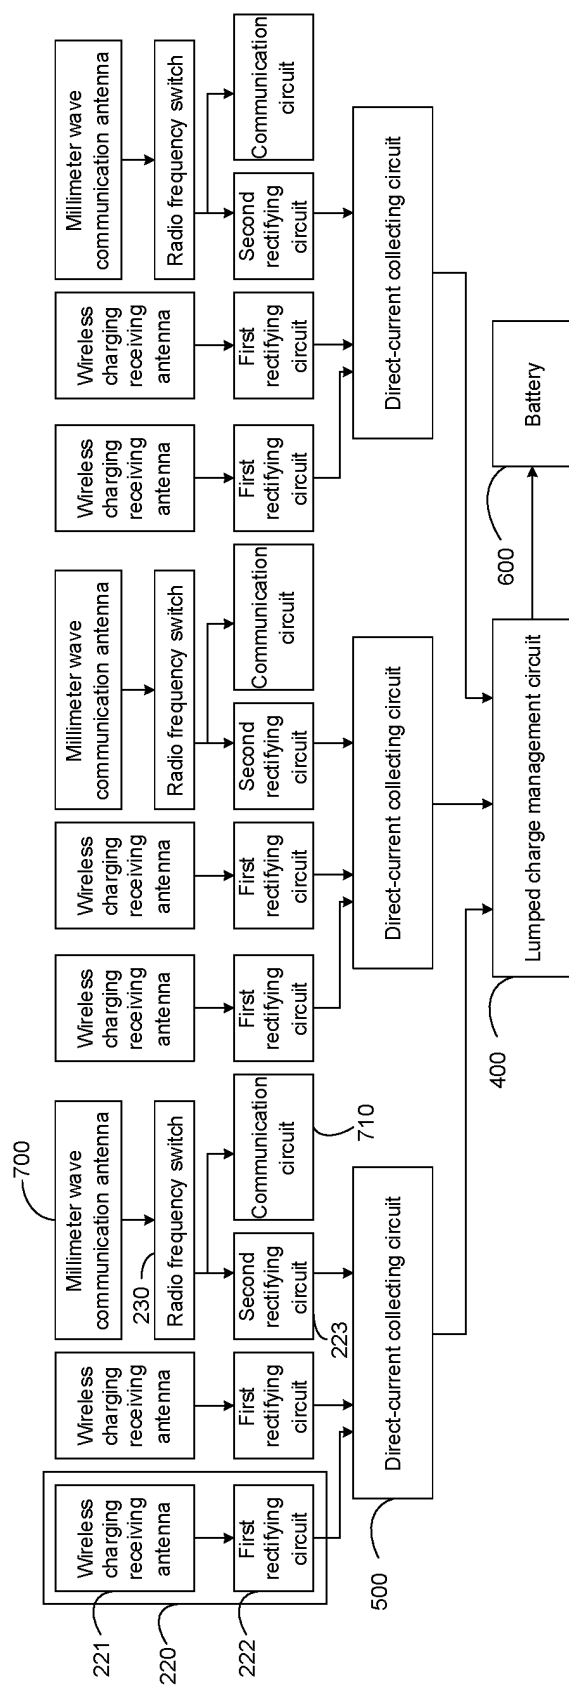 Wireless
charging
receiving
antenna
Wireless
charging
receiving
antenna
Millimeter wave
communication antenna
700
Wireless
charging
receiving
antenna
Wireless
charging
receiving
antenna
Millimeter wave
communication antenna
Wireless
charging
receiving
antenna
Wireless
charging
receiving
antenna
Millimeter wave
communication antenna
221
220
230
Radio frequency switch
Radio frequency switch
Radio frequency switch
222
First
rectifying
circuit
First
rectifying
circuit
Second
rectifying
circuit
223
Communication
circuit
710
First
rectifying
circuit
First
rectifying
circuit
Second
rectifying
circuit
Communication
circuit
First
rectifying
circuit
First
rectifying
circuit
Second
rectifying
circuit
Communication
circuit
500
Direct-current collecting circuit
Direct-current collecting circuit
Direct-current collecting circuit
400
Lumped charge management circuit
600
Battery